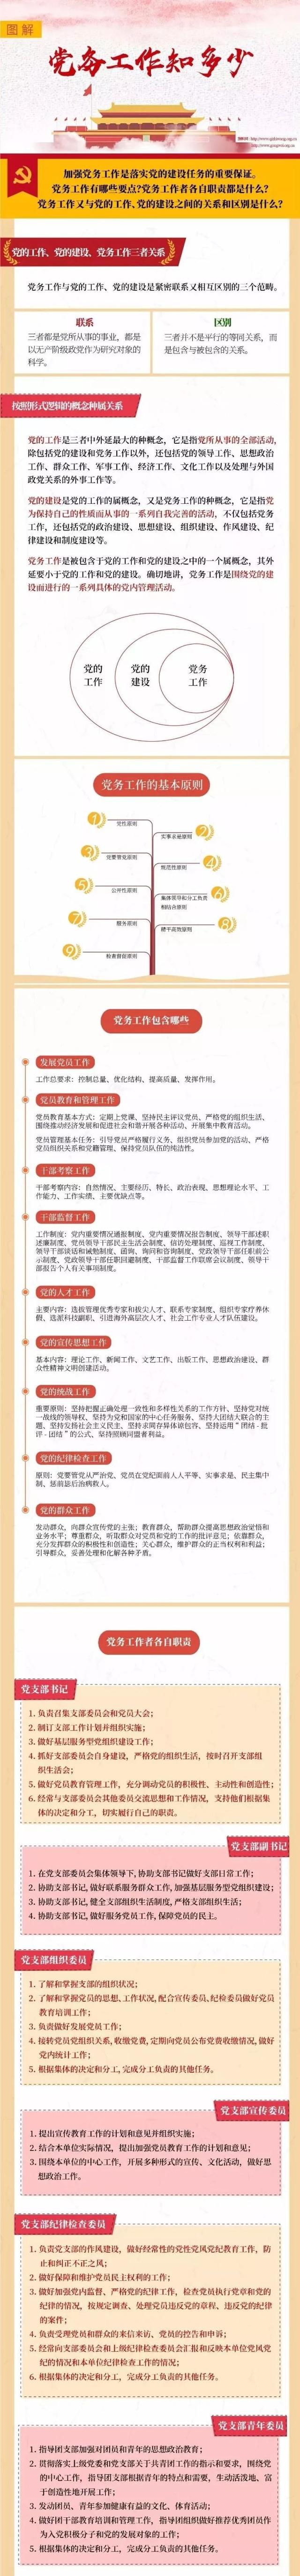 图解
党务工作知多少
加强党务工作是落实党的建设任务的重要保证。
党务工作有哪些要点?党务工作者各自职责都是什么?
党务工作又与党的工作、党的建设之间的关系和区别是什么?
党的工作、党的建设、党务工作三者关系
党务工作与党的工作、党的建设是紧密联系又相互区别的三个范畴。
联系
三者都是党所从事的事业,都是
以无产阶级政党作为研究对象的
科学。
区别
三者并不是平行的等同关系,而
是包含与被包含的关系。
按照形式逻辑的概念种属关系
党的工作是三者中外延最大的种概念,它是指党所从事的全部活动,
除包括党的建设和党务工作以外,还包括党的领导工作、思想政治
工作、群众工作、军事工作、经济工作、文化工作以及处理与外国
政党关系的外事工作等。
党的建设是党的工作的属概念,又是党务工作的种概念,它是指党
为保持自己的性质而从事的一系列自我完善的活动,不仅包括党务
工作,还包括党的政治建设、思想建设、组织建设、作风建设、纪
律建设和制度建设等。
党务工作是被包含于党的工作和党的建设之中的一个属概念,其外
延要小于党的工作和党的建设。确切地讲,党务工作是围绕党的建
设而进行的一系列具体的党内管理活动。
党的
工作
党的
建设
党务
工作
党务工作的基本原则
1 党性原则
2 实事求是原则
3 党要管党原则
4 规范性原则
5 公开性原则
6 集体领导和分工负责
相结合原则
7 服务原则
8 硬平高效原则
9 检查督促原则
党务工作包含哪些
发展党员工作
工作总要求:控制总量、优化结构、提高质量、发挥作用。
党员教育和管理工作
党员教育基本方式:定期上党课、坚持民主评议党员、严格党的组织生活、
围绕推动经济发展和促进社会和谐开展各种活动、开展集中教育活动。
党员管理基本任务:引导党员严格履行义务、组织党员参加党的活动、严格
党员组织关系和党籍管理、保持党员队伍的纯洁性。
干部考察工作
干部考察内容:自然情况、主要经历、特长、政治表现、思想理论水平、工
作能力、工作实绩、主要优缺点等。
干部监督工作
工作制度:党内重要情况通报制度、党内重要情况报告制度、领导干部述职
述廉制度、党员领导干部民主生活会制度、信访处理制度、巡视工作制度、
领导干部谈话和诫勉制度、函询、询问和咨询制度、党政领导干部任职前公
示制度、党政领导干部任职回避制度、干部监督工作联席会议制度、领导干
部报告个人有关事项制度。
党的人才工作
主要内容:选拔管理优秀专家和拔尖人才、联系专家制度、组织专家疗养休
假、选派科技副职、引进海外高层次人才、社会工作专业人才队伍建设。
党的宣传思想工作
基本内容:理论工作、新闻工作、文艺工作、出版工作、思想政治建设、群
众性精神文明创建活动。
党的统战工作
重要原则:坚持把握正确处理一致性和多样性关系的工作方针、坚持党对统
一战线的领导权、坚持为党和国家的中心任务服务、坚持大团结大联合的主
题、坚持发扬社会主义民主、坚持求同存异体谅包容、坚持运用“团结-批
评-团结”的公式、坚持照顾同盟者利益。
党的纪律检查工作
原则:党要管党从严治党、党员在党纪面前人人平等、实事求是、民主集中
制、惩前毖后治病救人。
党的群众工作
发动群众,向群众宣传党的主张;教育群众,帮助群众提高思想政治觉悟和
业务水平;尊重群众,听取群众对党员和党的工作的批评意见;依靠群众,
充分发挥群众的积极性和创造性;关心群众,维护群众的正当权利和利益;
引导群众,妥善处理和化解各种矛盾。
党务工作者各自职责
党支部书记
1. 负责召集支部委员会和党员大会;
2. 制订支部工作计划并组织实施;
3. 做好基层服务型党组织建设工作;
4. 抓好支部委员会自身建设,严格党的组织生活,按时召开支部组
织生活会;
5. 做好党员教育管理工作,充分调动党员的积极性、主动性和创造性;
6. 经常与支部委员会其他委员交流思想和工作情况,支持他们根据集
体的决定和分工,切实履行自己的职责。
党支部副书记
1. 在党支部委员会集体领导下,协助支部书记做好支部日常工作;
2. 协助支部书记,做好联系服务群众工作,加强基层服务型党组织建设;
3. 协助支部书记,健全支部组织生活制度,严格支部组织生活;
4. 协助支部书记,做好服务党员工作,保障党员的民主。
党支部组织委员
1. 了解和掌握支部的组织状况;
2. 了解和掌握党员的思想、工作状况,配合宣传委员、纪检委员做好党员
教育培训工作;
3. 负责做好发展党员工作;
4. 接转党员组织关系,收缴党费,定期向党员公布党费收缴情况,做好
党内统计工作;
5. 根据集体的决定和分工,完成分工负责的其他任务。
党支部宣传委员
1. 提出宣传教育工作的计划和意见并组织实施;
2. 结合本单位实际情况,提出加强党员教育工作的计划和意见;
3. 围绕本单位的中心工作,开展多种形式的宣传、文化活动,做好思
想政治工作。
党支部纪律检查委员
1. 负责党支部的作风建设,做好经常性的党性党风党纪教育工作,防
止和纠正不正之风;
2. 做好保障和维护党员民主权利的工作;
3. 做好加强党内监督、严格党的纪律工作,检查党员执行党章和党的
纪律的情况,按规定调查、处理党员违反党的章程、违反党的纪律
的案件;
4. 负责受理党员和群众的来信来访、党员的控告和申诉;
5. 经常向支部委员会和上级纪律检查委员会汇报和反映本单位党风党
纪的情况和本单位纪律检查工作的情况;
6. 根据集体的决定和分工,完成分工负责的其他任务。
党支部青年委员
1. 指导团支部加强对团员和青年的思想政治教育;
2. 贯彻落实上级党委和党支部关于共青团工作的指示和要求,围绕党
的中心工作,指导团支部根据青年的特点和需要,生动活泼地、富
于创造性地开展工作;
3. 发动团员、青年参加健康有益的文化、体育活动;
4. 做好团干部教育培训和管理工作,指导团组织做好推荐优秀团员作
为入党积极分子和党的发展对象的工作;
5. 根据集体的决定和分工,完成分工负责的其他任务。